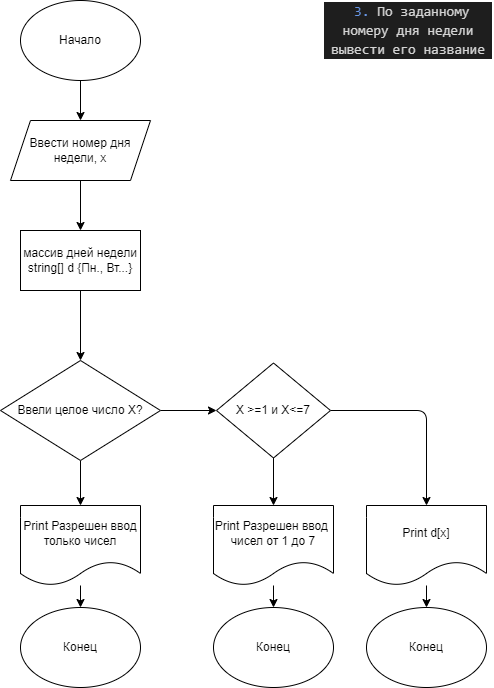 Начало
3. По заданному
номеру дня недели
вывести его название
Ввести номер дня
недели, x
массив дней недели
string[] d {Пн., Вт...}
Ввели целое число X?
X >=1 и X<=7
Print Разрешен ввод
только чисел
Print Разрешен ввод
чисел от 1 до 7
Print d[x]
Конец
Конец
Конец